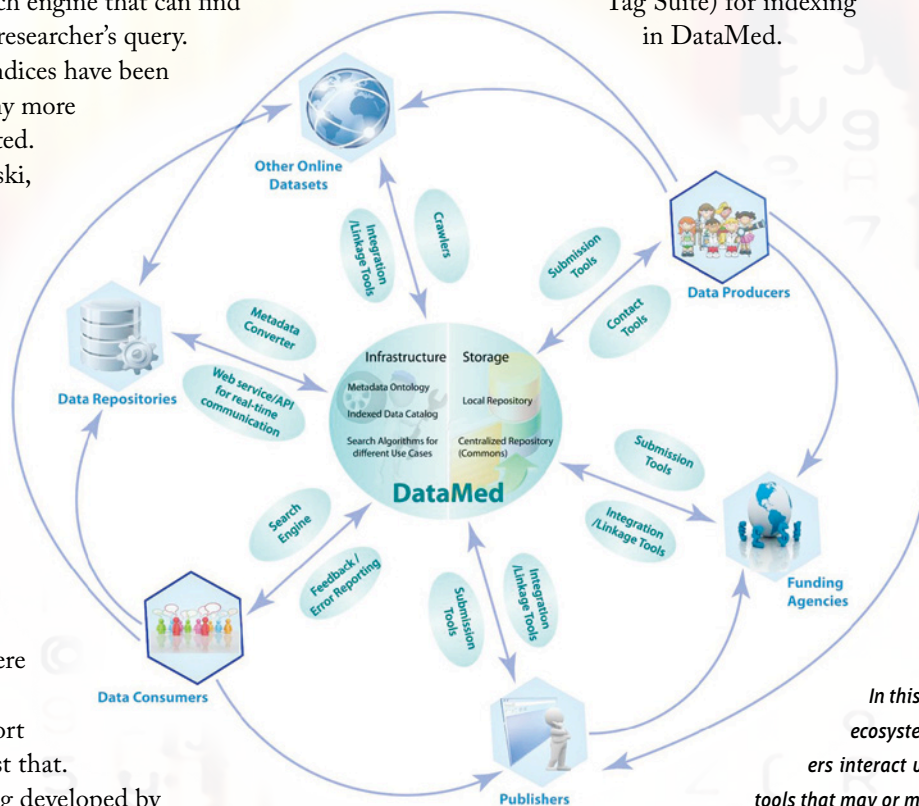 ch engine that can find
researcher's query.
ndices have been
y more
ted.
ski,
Tag Suite) for indexing
in DataMed.
Other Online
Datasets
Integration
/Linkage Tools
Crawlers
Submission
Tools
Contact
Tools
Data Producers
Metadata
Converter
Web service/API
for real-time
communication
Data Repositories
Infrastructure
Metadata Ontology
Indexed Data Catalog
Search Algorithms for
different Use Cases
Storage
Local Repository
Centralized Repository
(Commons)
DataMed
Submission
Tools
Integration
/Linkage Tools
Funding
Agencies
Search
Engine
Feedback /
Error Reporting
Data Consumers
Submission
Tools
Integration
/Linkage Tools
Publishers
ere
ort
st that.
g developed by
In this
ecosyste
ers interact u
tools that may or m